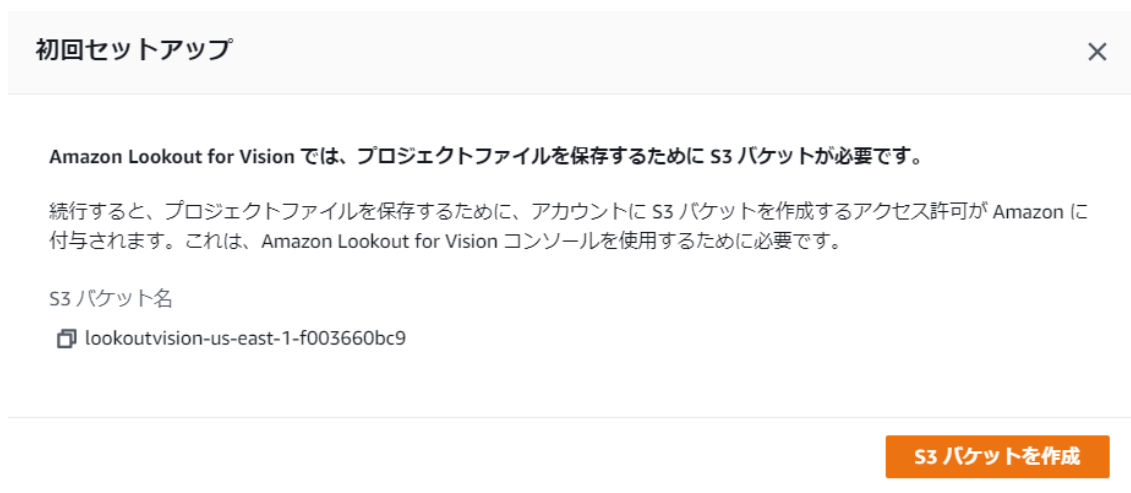 初回セットアップ
Amazon Lookout for Vision では、プロジェクトファイルを保存するために S3 バケットが必要です。
続行すると、プロジェクトファイルを保存するために、アカウントに S3 バケットを作成するアクセス許可が Amazon に
付与されます。これは、Amazon Lookout for Vision コンソールを使用するために必要です。
S3 バケット名
lookoutvision-us-east-1-f003660bc9
S3 バケットを作成